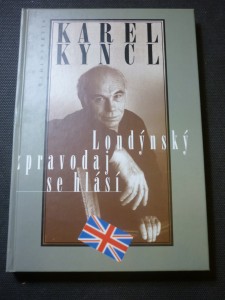 KAREL
KYNCL
Londýnský
zpravodaj
se hlásí